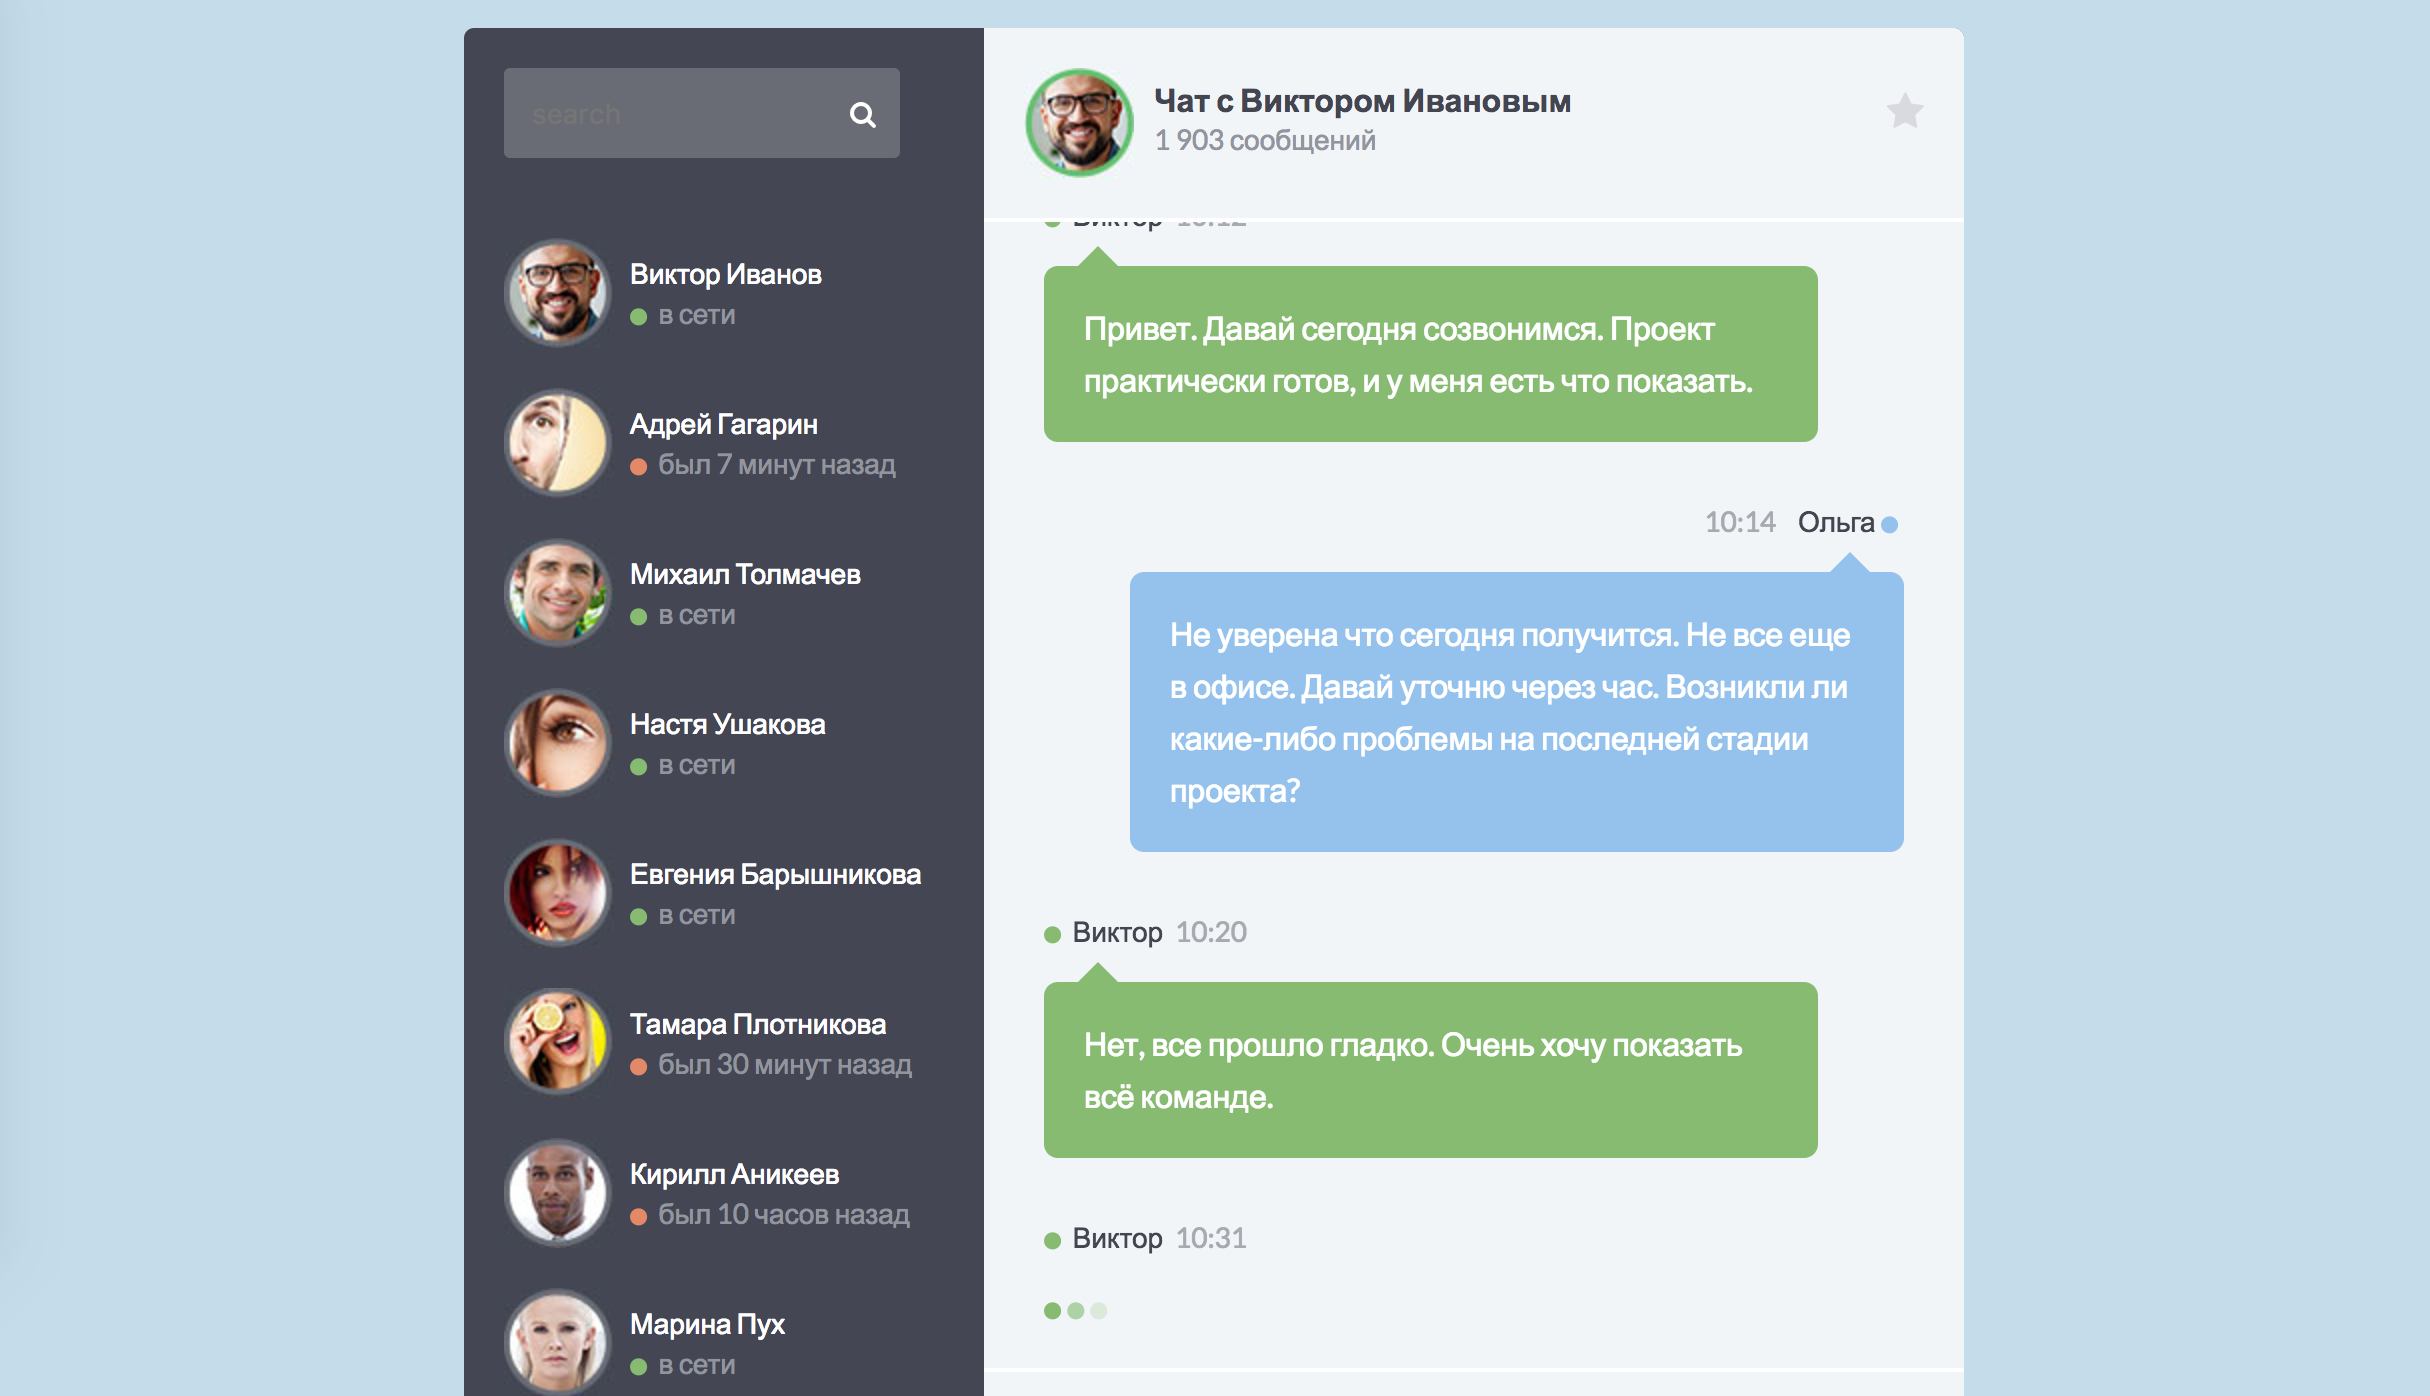 search
Виктор Иванов
в сети
Адрей Гагарин
был 7 минут назад
Михаил Толмачев
в сети
Настя Ушакова
в сети
Евгения Барышникова
в сети
Тамара Плотникова
был 30 минут назад
Кирилл Аникеев
был 10 часов назад
Марина Пух
в сети
Чат с Виктором Ивановым
1 903 сообщений
Виктор 10:12
Привет. Давай сегодня созвонимся. Проект
практически готов, и у меня есть что показать.
10:14 Ольга
Не уверена что сегодня получится. Не все еще
в офисе. Давай уточню через час. Возникли ли
какие-либо проблемы на последней стадии
проекта?
Виктор 10:20
Нет, все прошло гладко. Очень хочу показать
всё команде.
Виктор 10:31